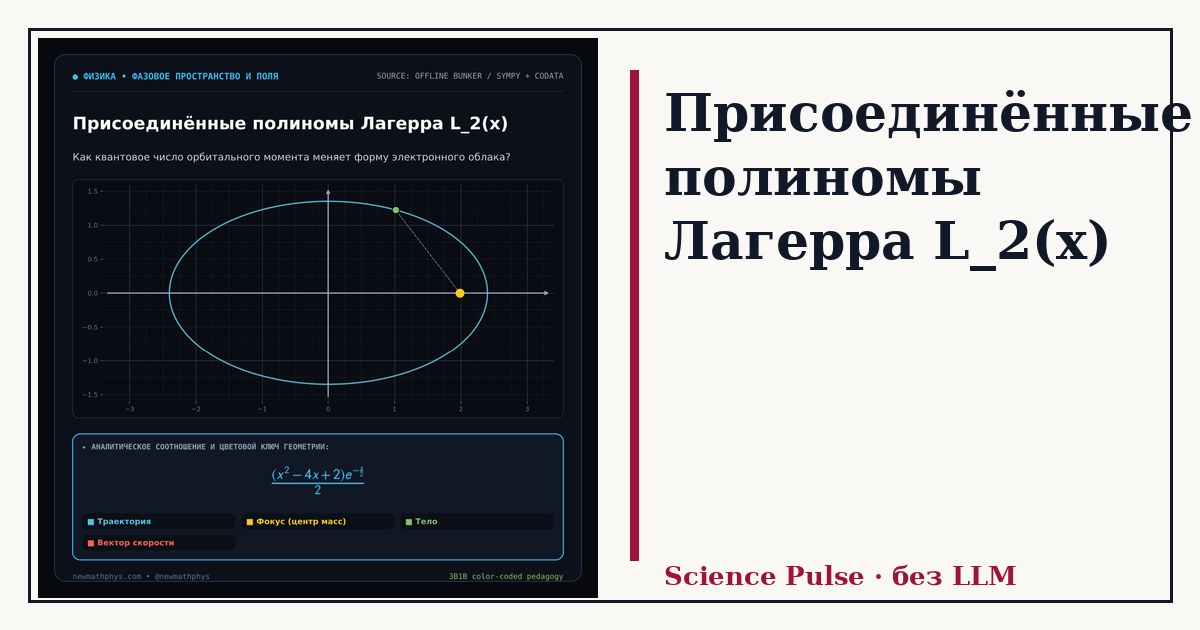 ● ФИЗИКА • ФАЗОВОЕ ПРОСТРАНСТВО И ПОЛЯ
SOURCE: OFFLINE BUNKER / SYMPY + CODATA
Присоединённые полиномы Лагерра L_2(x)
Как квантовое число орбитального момента меняет форму электронного облака?
1.5
1.0
0.5
0.0
−0.5
−1.0
−1.5
−3 −2 −1 0 1 2 3
▸ АНАЛИТИЧЕСКОЕ СООТНОШЕНИЕ И ЦВЕТОВОЙ КЛЮЧ ГЕОМЕТРИИ:
(x² − 4x + 2)e^{−x/2}
2
■ Траектория ■ Фокус (центр масс) ■ Тело
■ Вектор скорости
newmathphys.com • @newmathphys
3B1B color-coded pedagogy
Присоединённые
полиномы
Лагерра L_2(x)
Science Pulse · без LLM